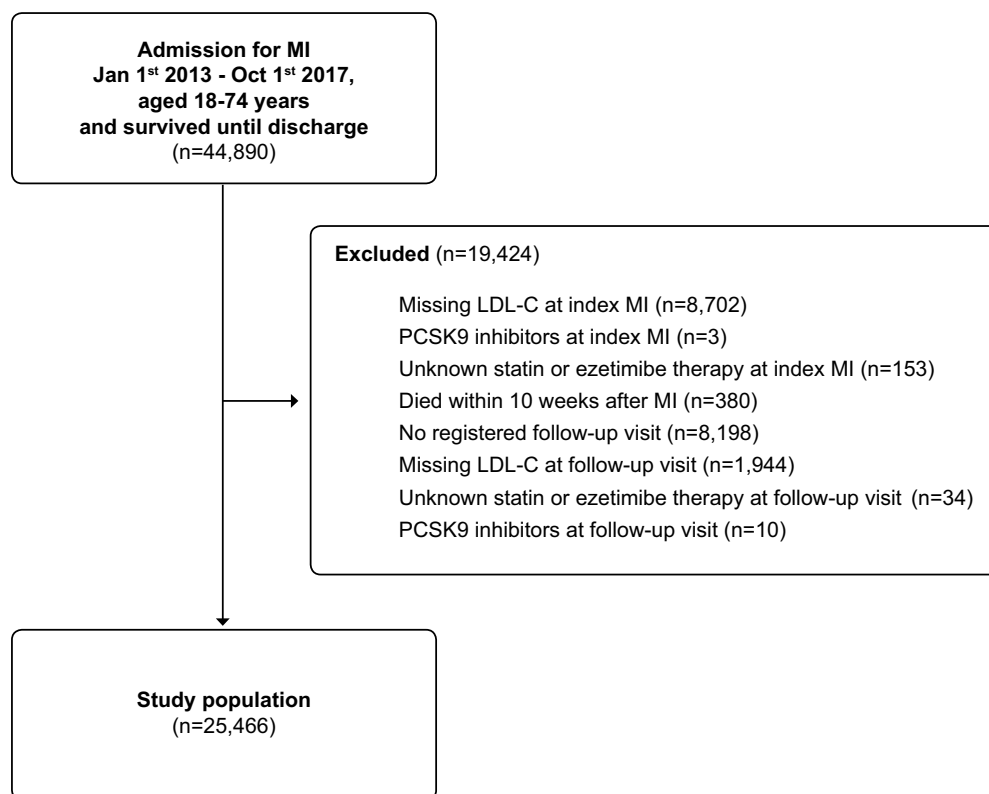 Admission for MI
Jan 1st 2013 - Oct 1st 2017,
aged 18-74 years
and survived until discharge
(n=44,890)
Excluded (n=19,424)
Missing LDL-C at index MI (n=8,702)
PCSK9 inhibitors at index MI (n=3)
Unknown statin or ezetimibe therapy at index MI (n=153)
Died within 10 weeks after MI (n=380)
No registered follow-up visit (n=8,198)
Missing LDL-C at follow-up visit (n=1,944)
Unknown statin or ezetimibe therapy at follow-up visit (n=34)
PCSK9 inhibitors at follow-up visit (n=10)
Study population
(n=25,466)